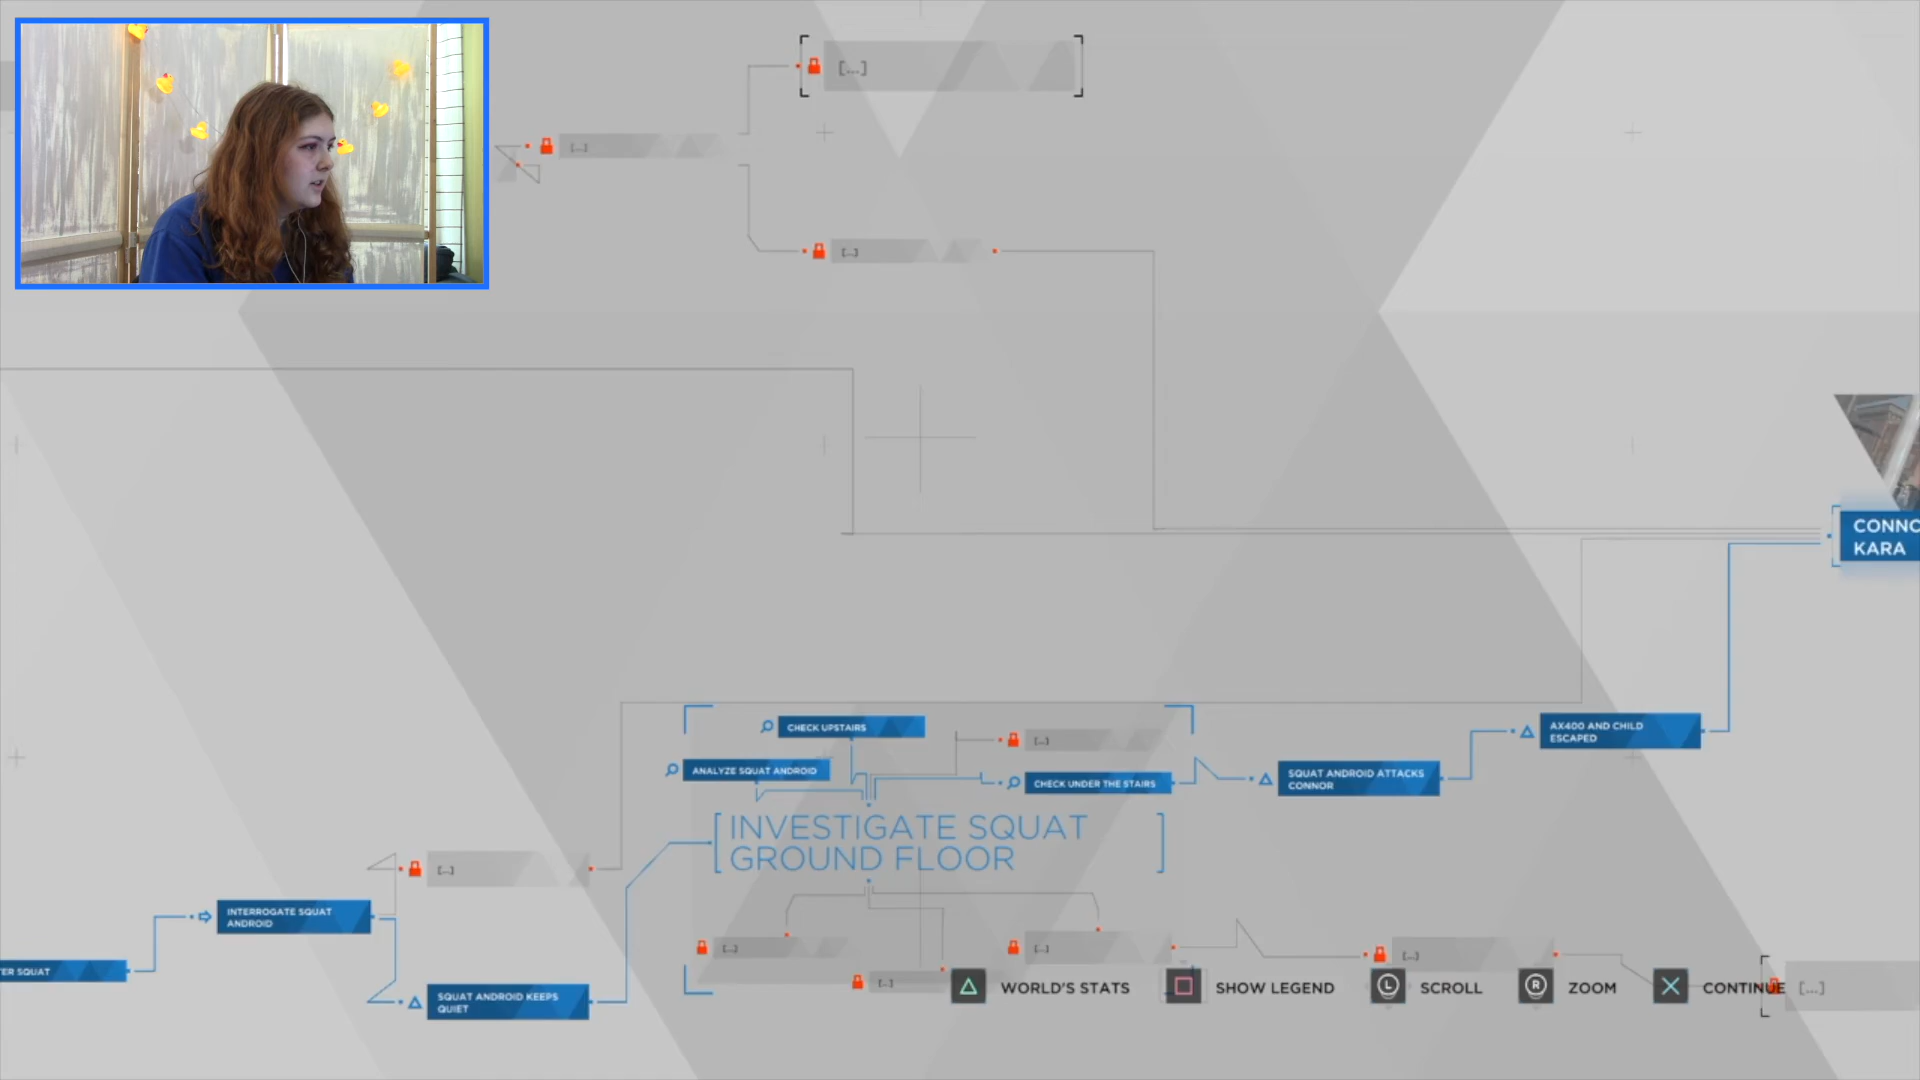 [...]
[...]
[...]
CONNO
KARA
CHECK UPSTAIRS
AX400 AND CHILD
ESCAPED
[...]
ANALYZE SQUAT ANDROID
CHECK UNDER THE STAIRS
SQUAT ANDROID ATTACKS
CONNOR
INVESTIGATE SQUAT
GROUND FLOOR
[...]
INTERROGATE SQUAT
ANDROID
[...]
[...]
[...]
ER SQUAT
[...]
SQUAT ANDROID KEEPS
QUIET
WORLD'S STATS
SHOW LEGEND
L
SCROLL
R
ZOOM
CONTINUE
[...]